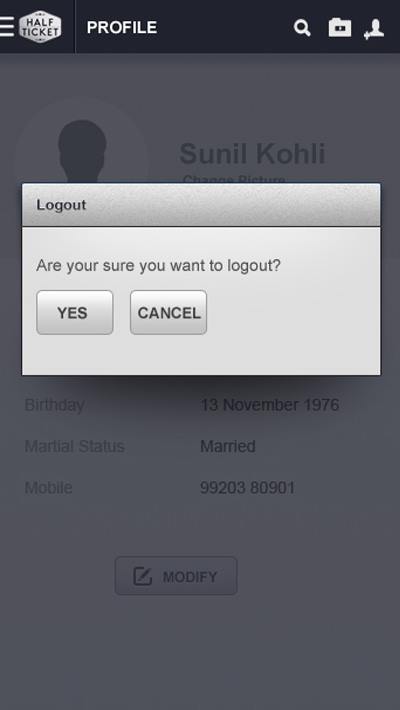 HALF
TICKET
PROFILE
Sunil Kohli
Change Picture
Logout
Are your sure you want to logout?
YES CANCEL
Birthday 13 November 1976
Martial Status Married
Mobile 99203 80901
MODIFY